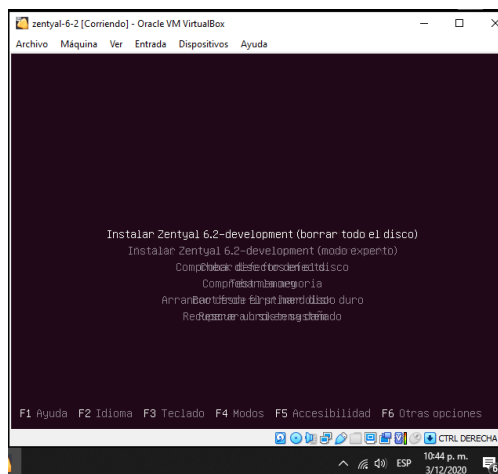 zentyal-6-2 [Corriendo] - Oracle VM VirtualBox
Archivo Máquina Ver Entrada Dispositivos Ayuda
Instalar Zentyal 6.2-development (borrar todo el disco)
Instalar Zentyal 6.2-development (modo experto)
F1 Ayuda F2 Idioma F3 Teclado F4 Modos F5 Accesibilidad F6 Otras opciones
CTRL DERECHA
ESP
10:44 p. m.
3/12/2020
6